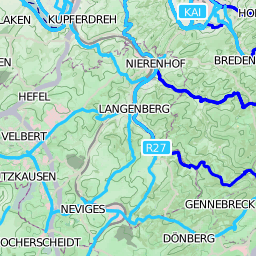 LAKEN
KUPFERDREH
KAI
HO
NIERENHOF
BREDEN
EN
HEFEL
LANGENBERG
VELBERT
R27
TZKAUSEN
NEVIGES
GENNEBRECK
OCHERSCHEIDT
DÖNBERG